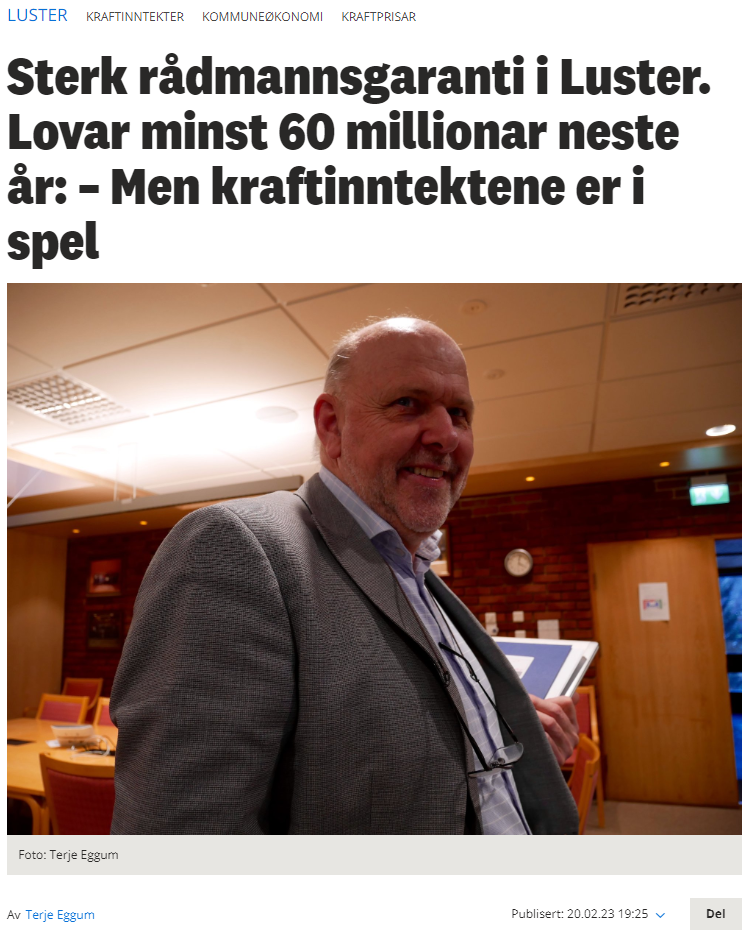 LUSTER KRAFTINNTEKTER KOMMUNEØKONOMI KRAFTPRISAR
Sterk rådmannsgaranti i Luster.
Lovar minst 60 millionar neste
år: – Men kraftinntektene er i
spel
Foto: Terje Eggum
Av Terje Eggum Publisert: 20.02.23 19:25 Del